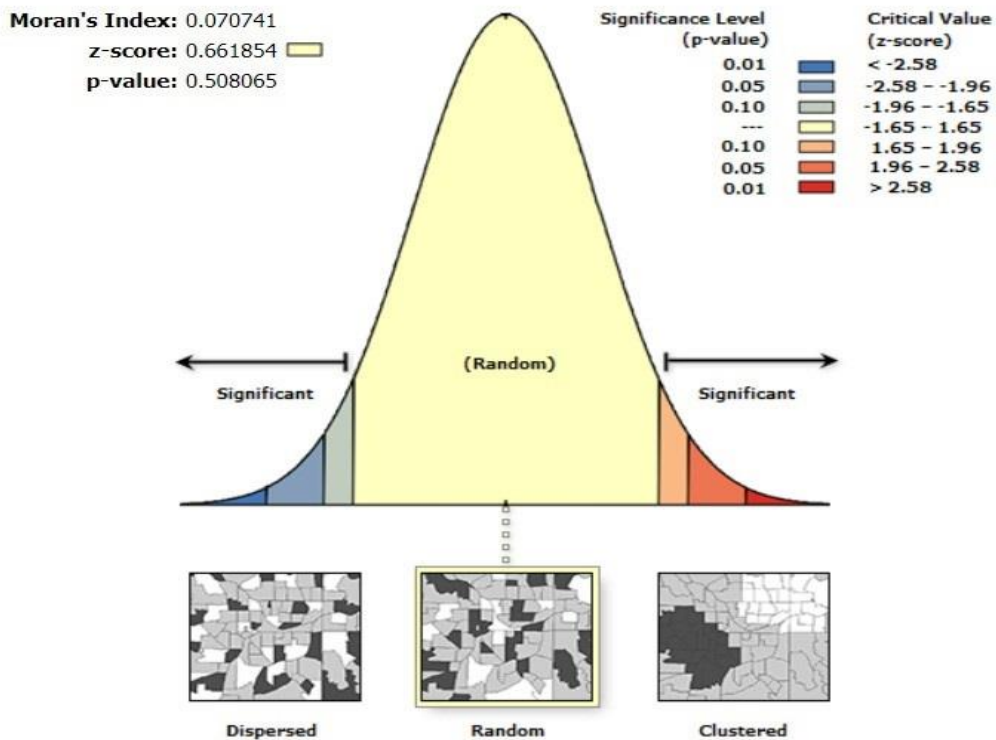 Moran's Index: 0.070741
z-score: 0.661854
p-value: 0.508065
Significance Level
(p-value)
Critical Value
(z-score)
0.01 < -2.58
0.05 -2.58 – -1.96
0.10 -1.96 – -1.65
--- -1.65 – 1.65
0.10 1.65 – 1.96
0.05 1.96 – 2.58
0.01 > 2.58
(Random)
Significant
Significant
Dispersed
Random
Clustered